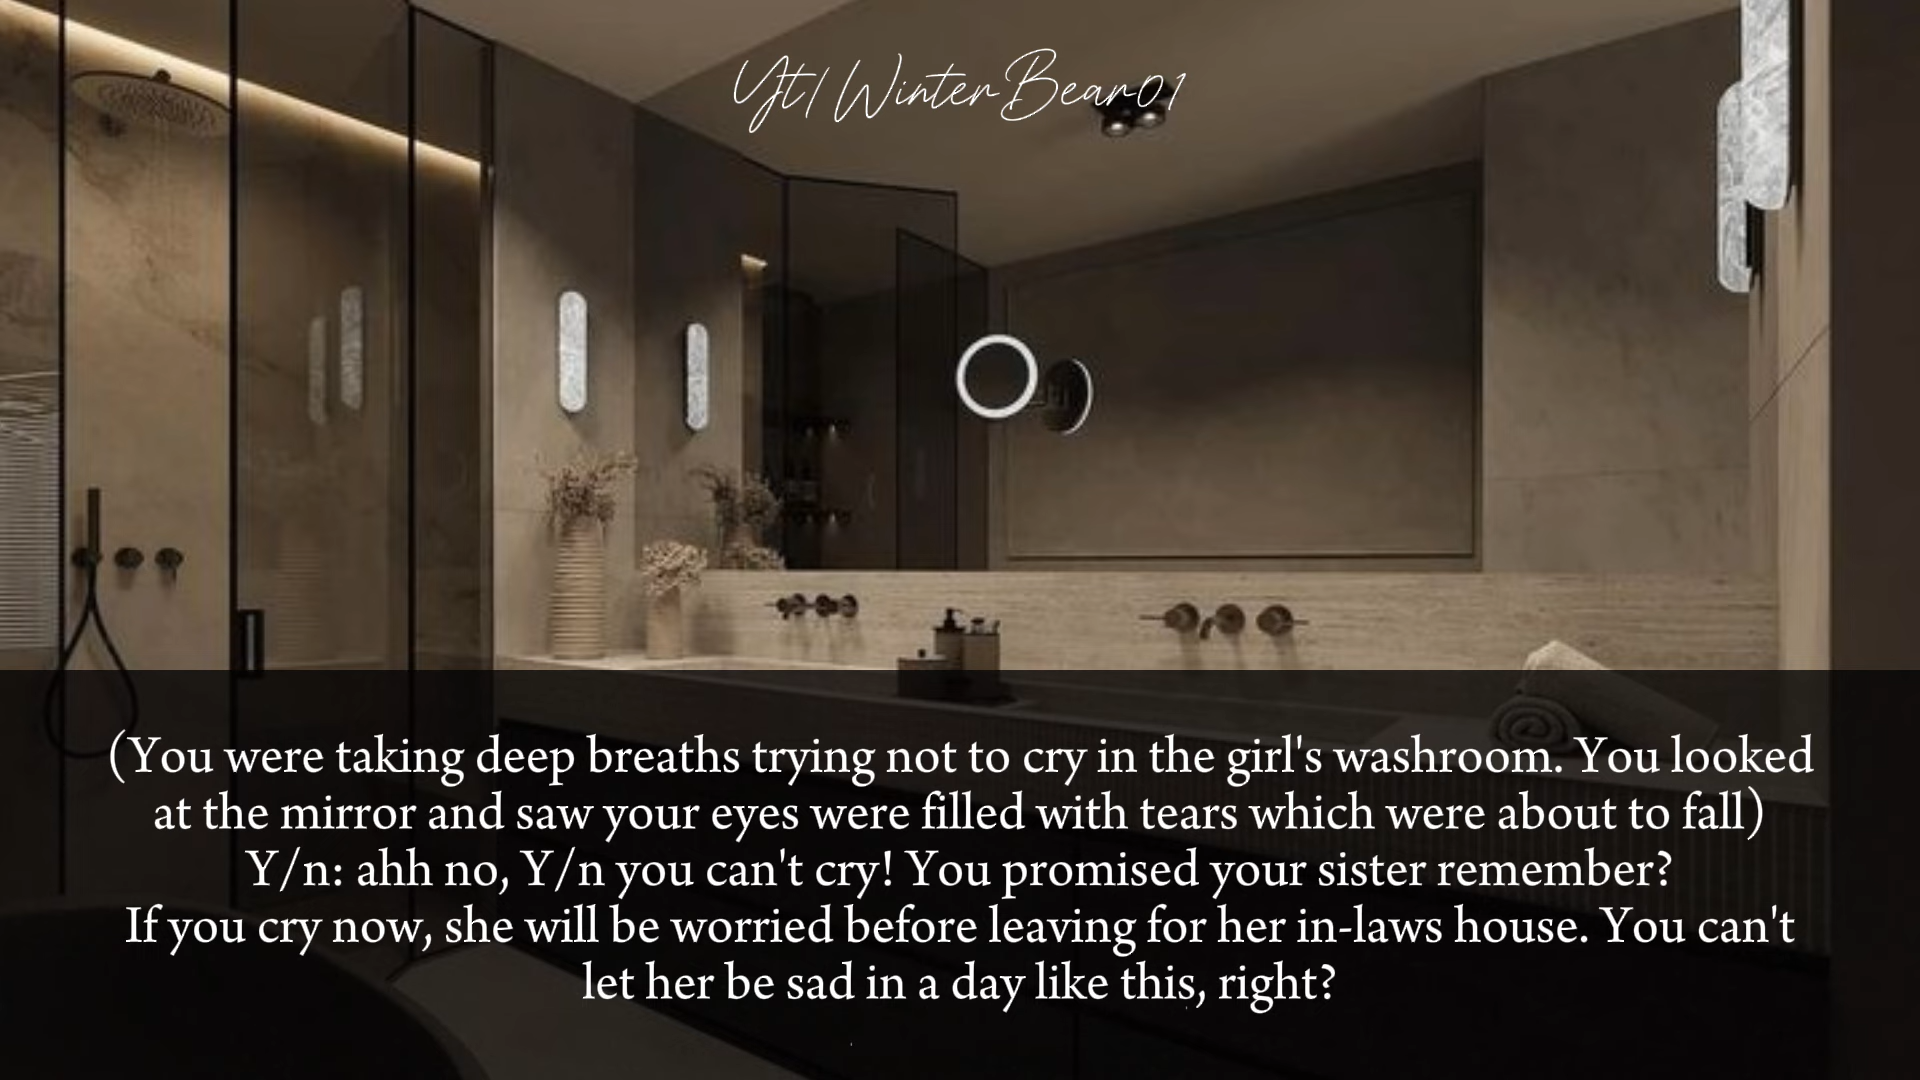 Yt/WinterBear01
(You were taking deep breaths trying not to cry in the girl's washroom. You looked
at the mirror and saw your eyes were filled with tears which were about to fall)
Y/n: ahh no, Y/n you can't cry! You promised your sister remember?
If you cry now, she will be worried before leaving for her in-laws house. You can't
let her be sad in a day like this, right?